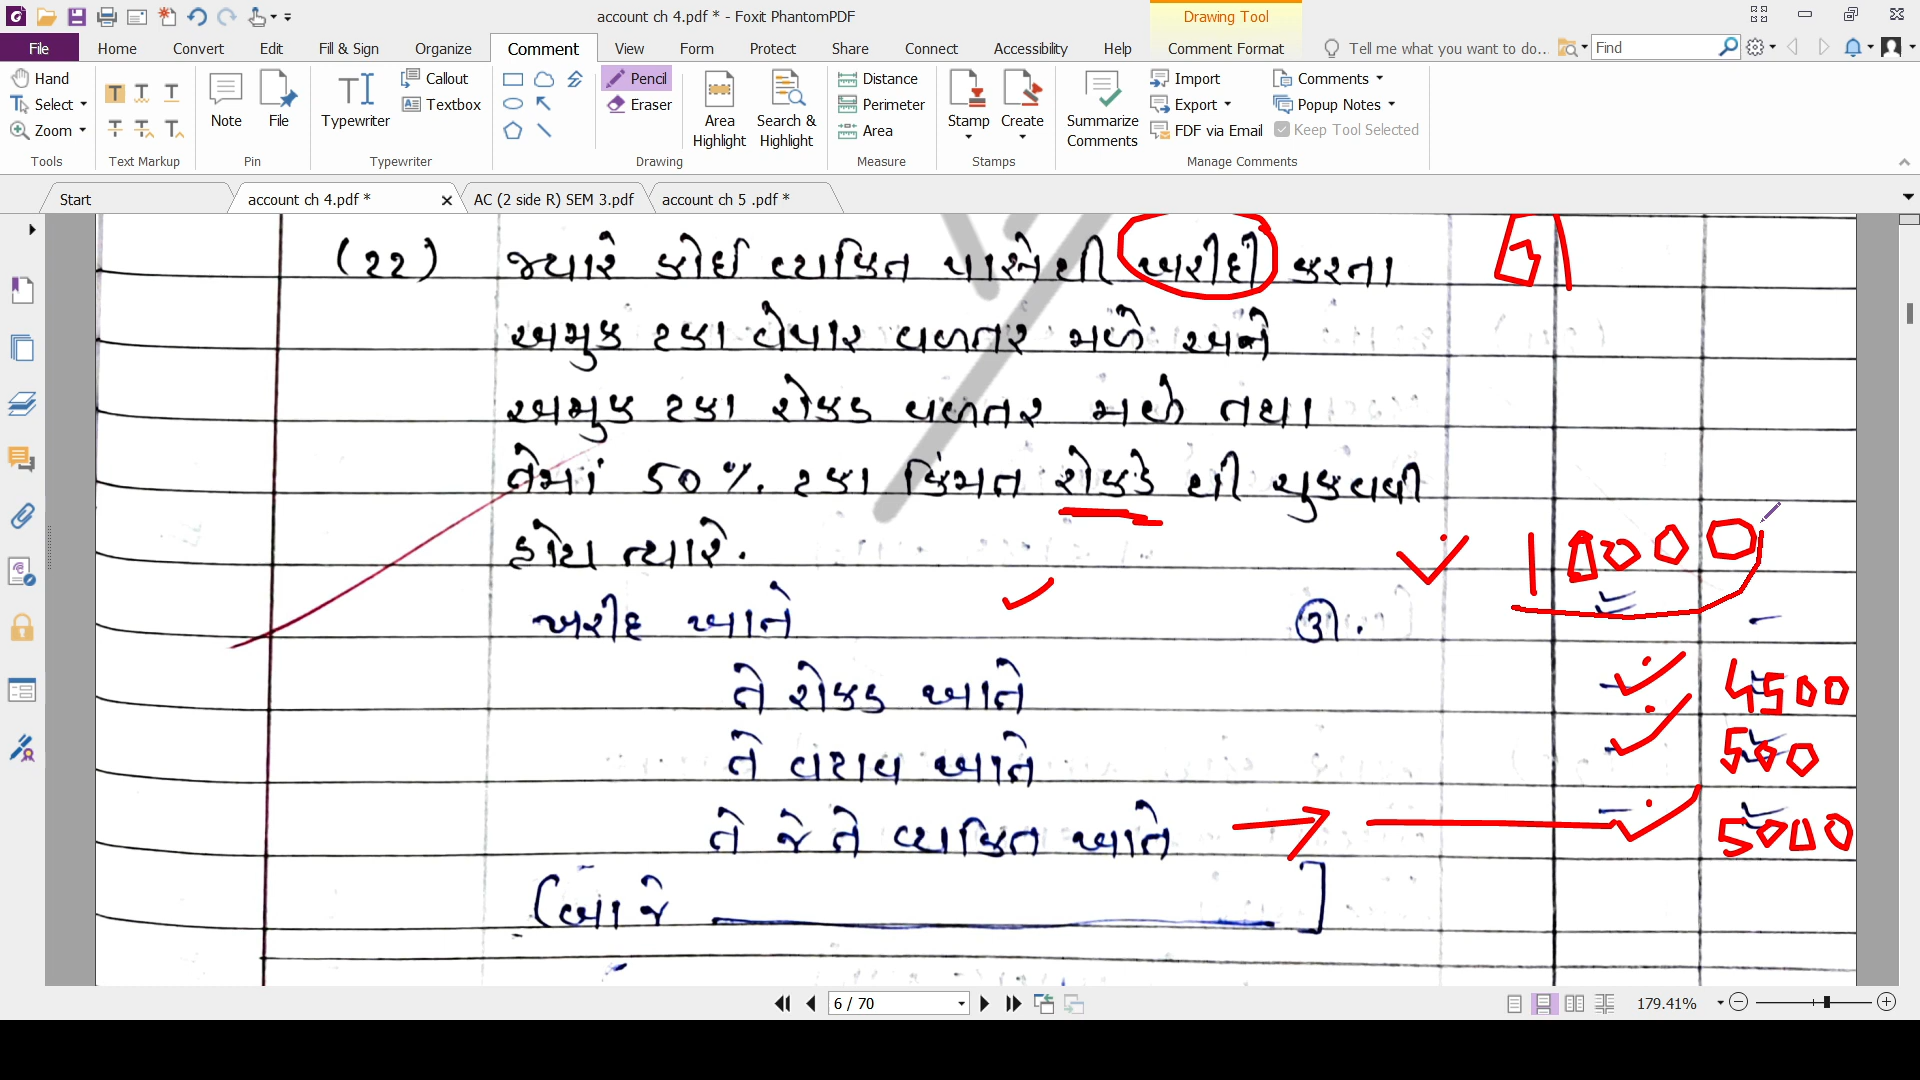 account ch 4.pdf * - Foxit PhantomPDF
Drawing Tool
File Home Convert Edit Fill & Sign Organize Comment View Form Protect Share Connect Accessibility Help Comment Format Tell me what you want to do... Find
Hand
Select
Zoom
Tools
Text Markup
Note
File
Pin
Typewriter
Callout
Textbox
Typewriter
Pencil
Eraser
Area Highlight
Search & Highlight
Drawing
Distance
Perimeter
Area
Measure
Stamp
Create
Stamps
Summarize Comments
Import
Export
FDF via Email
Comments
Popup Notes
Keep Tool Selected
Manage Comments
Start
account ch 4.pdf *
AC (2 side R) SEM 3.pdf
account ch 5 .pdf *
(૨૨) જ્યારે કોઈ વ્યકિત પાસેથી ખરીદી કરતા
અમુક ટકા વેપાર વળતર મળે અને
અમુક ટકા રોકડ વળતર મળે તથા
તેમાં 50 %. ટકા કિંમત રોકડે થી ચુકવવી
હોય ત્યારે.
10000
ખરીદ ખાતે ઉ.
તે રોકડ ખાતે 4500
તે વટાવ ખાતે 500
તે જે તે વ્યકિત ખાતે 5000
[બા જે ]
6 / 70
179.41%